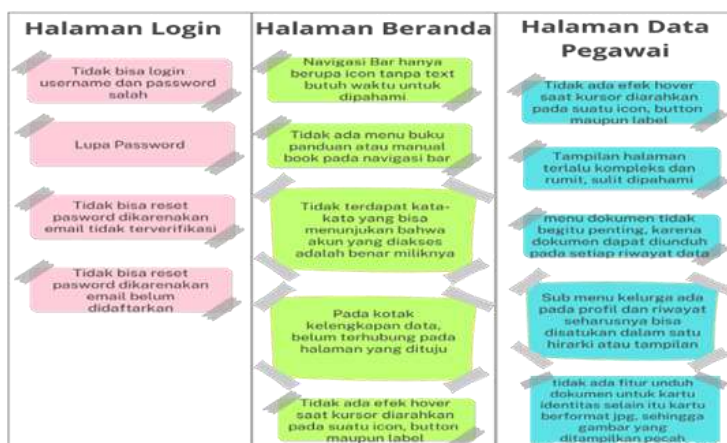 Halaman Login
Tidak bisa login
username dan password
salah
Lupa Password
Tidak bisa reset
pasword dikarenakan
email tidak terverifikasi
Tidak bisa reset
pasword dikarenakan
email belum
didaftarkan
Halaman Beranda
Navigasi Bar hanya
berupa icon tanpa text
butuh waktu untuk
dipahami
Tidak ada menu buku
panduan atau manual
book pada navigasi bar
Tidak terdapat kata-
kata yang bisa
menunjukan bahwa
akun yang diakses
adalah benar miliknya
Pada kotak
kelengkapan data,
belum terhubung pada
halaman yang dituju
Tidak ada efek hover
saat kursor diarahkan
pada suatu icon, button
maupun label
Halaman Data
Pegawai
Tidak ada efek hover
saat kursor diarahkan
pada suatu icon, button
maupun label
Tampilan halaman
terlalu kompleks dan
rumit, sulit dipahami
menu dokumen tidak
begitu penting, karena
dokumen dapat diunduh
pada setiap riwayat data
Sub menu kelurga ada
pada profil dan riwayat
seharusnya bisa
disatukan dalam satu
hirarki atau tampilan
tidak ada fitur unduh
dokumen untuk kartu
identitas selain itu kartu
berformat jpg, sehingga
gambar yang
ditampilkan pecah